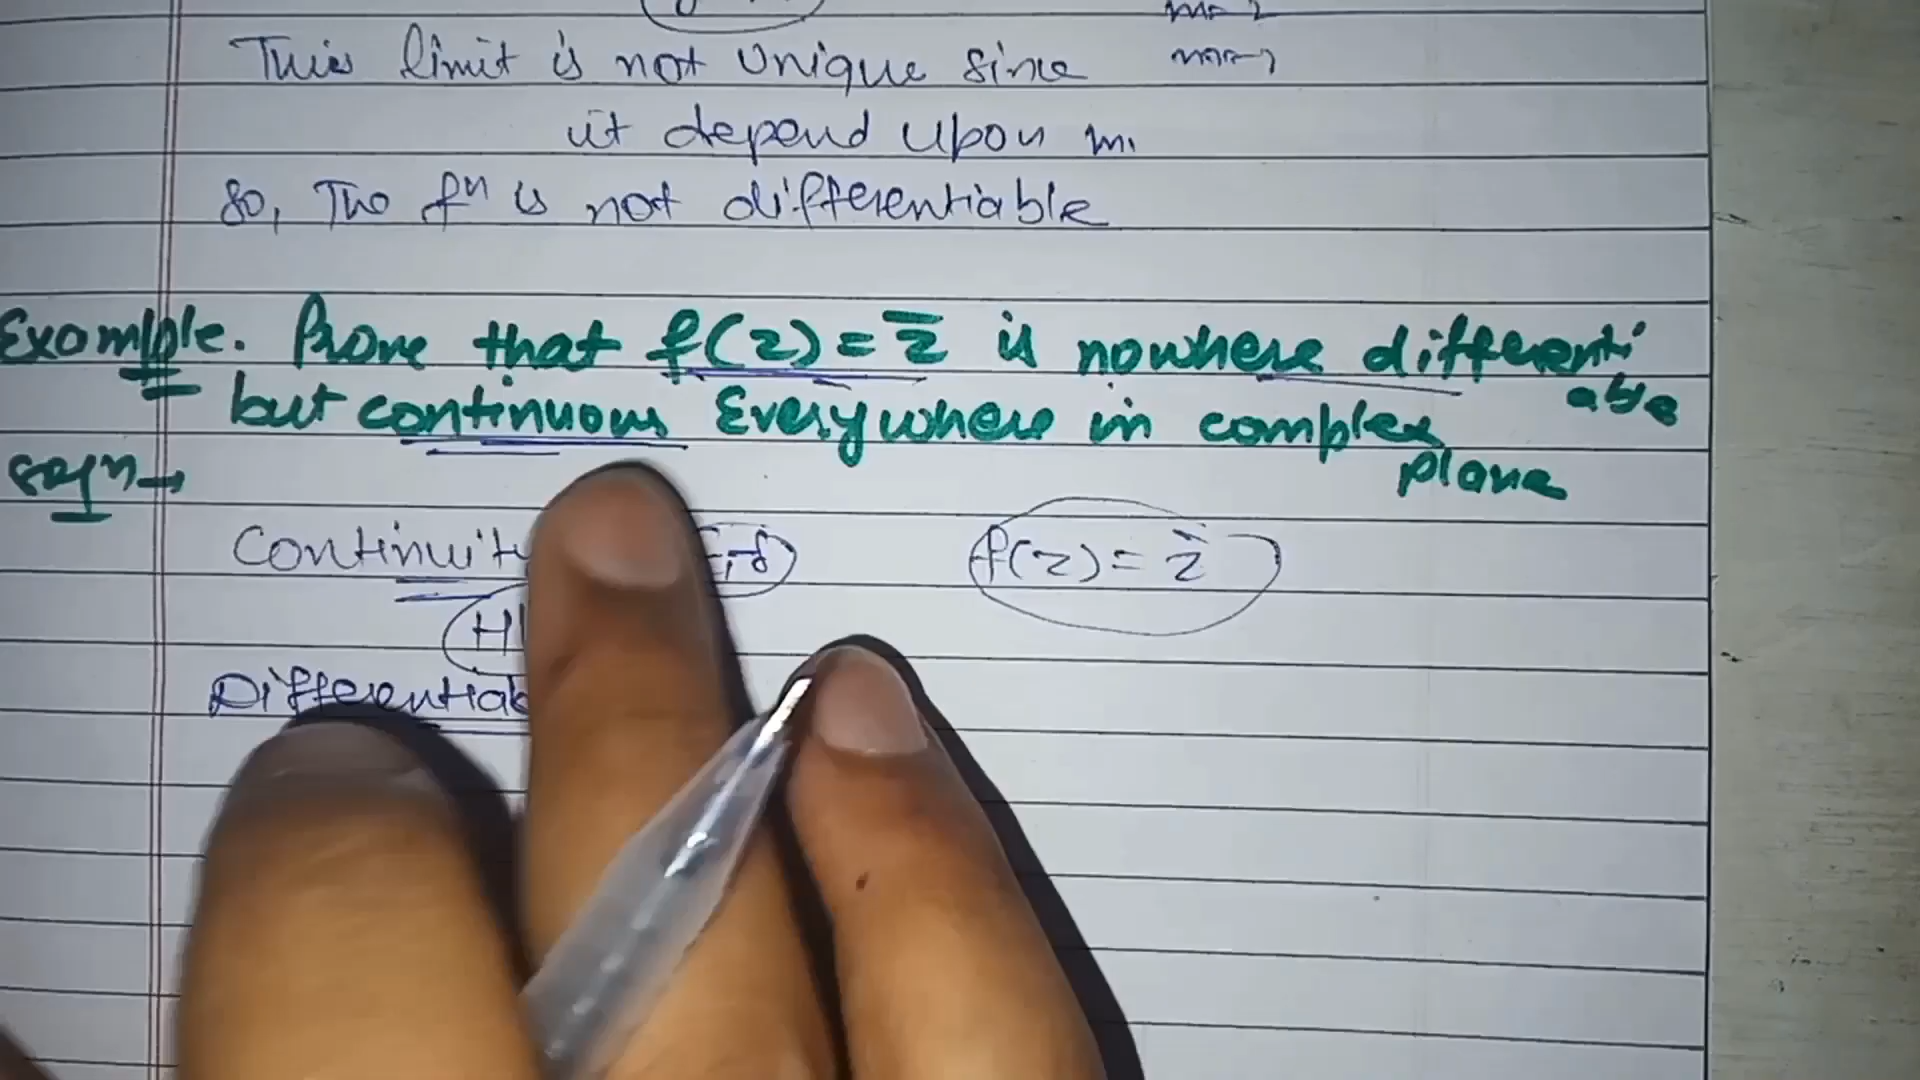 This limit is not unique since
it depend upon m.
So, The fⁿ is not differentiable
Example. Prove that f(z) = z̄ is nowhere differentiable
but continuous Everywhere in complex plane
Solⁿ→
Continuity f(z) = z̄